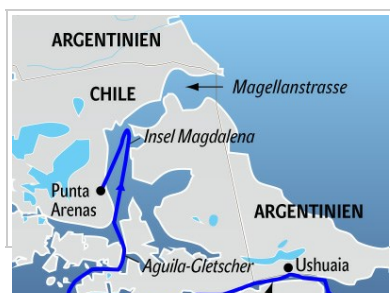 ARGENTINIEN
CHILE
Magellanstrasse
Insel Magdalena
Punta
Arenas
ARGENTINIEN
Aguila-Gletscher
Ushuaia